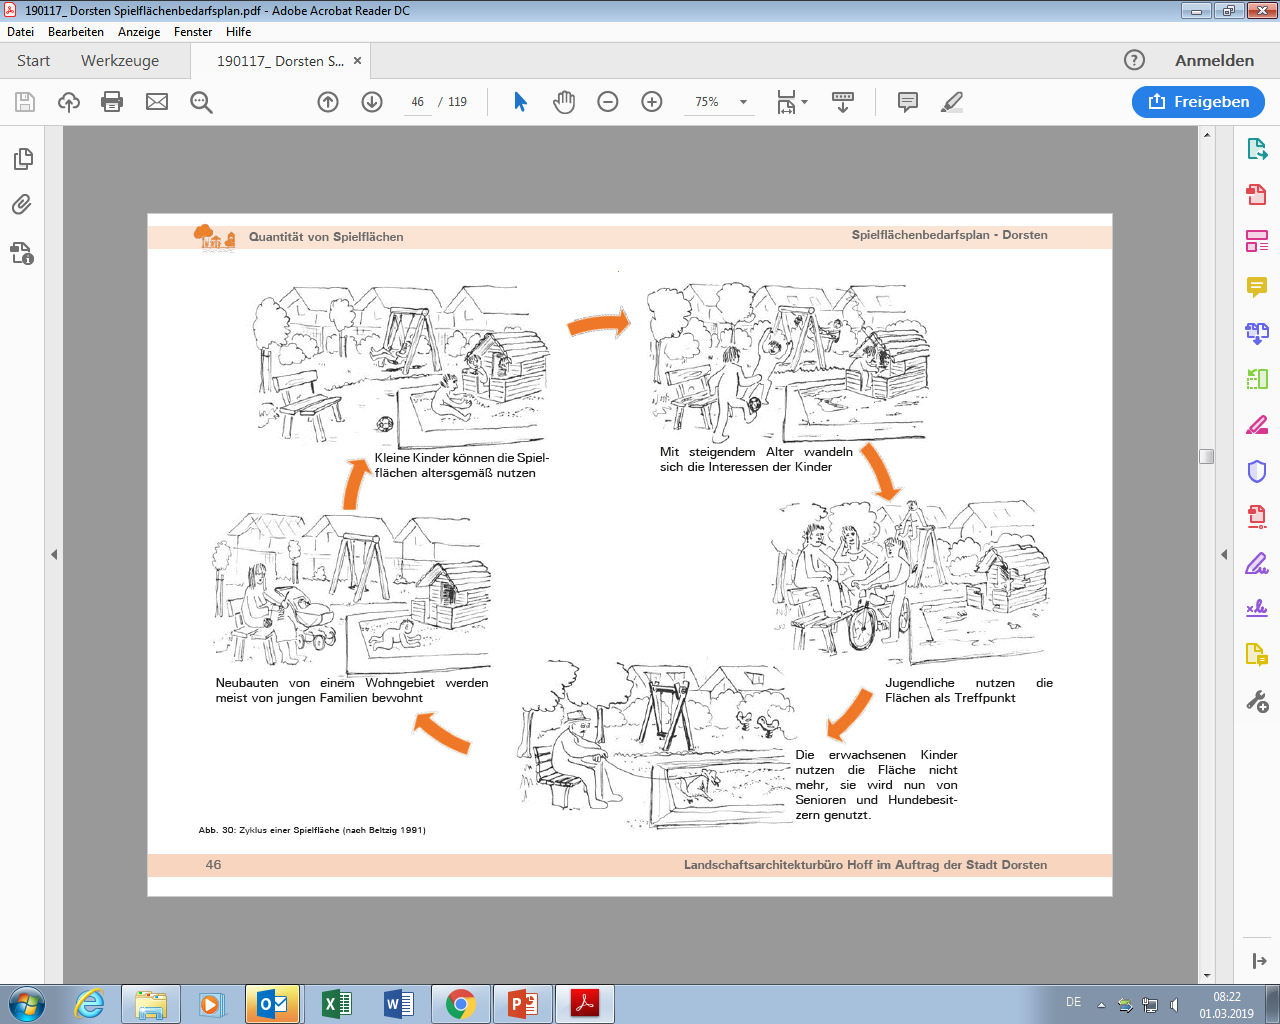 190117_ Dorsten Spielflächenbedarfsplan.pdf - Adobe Acrobat Reader DC
Datei Bearbeiten Anzeige Fenster Hilfe
Start Werkzeuge 190117_ Dorsten S... × Anmelden
46 / 119 75% Freigeben
Quantität von Spielflächen Spielflächenbedarfsplan - Dorsten
Kleine Kinder können die Spiel-
flächen altersgemäß nutzen
Mit steigendem Alter wandeln
sich die Interessen der Kinder
Neubauten von einem Wohngebiet werden
meist von jungen Familien bewohnt
Jugendliche nutzen die
Flächen als Treffpunkt
Die erwachsenen Kinder
nutzen die Fläche nicht
mehr, sie wird nun von
Senioren und Hundebesit-
zern genutzt.
Abb. 30: Zyklus einer Spielfläche (nach Beltzig 1991)
46 Landschaftsarchitekturbüro Hoff im Auftrag der Stadt Dorsten
DE 08:22
01.03.2019